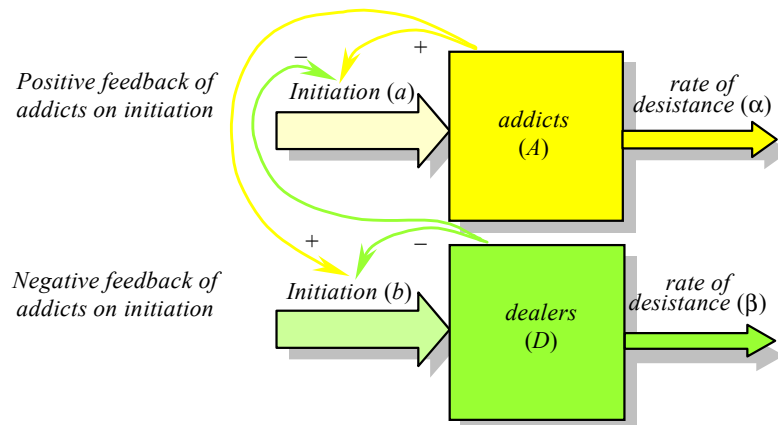 +
−
Positive feedback of
addicts on initiation
Initiation (a)
addicts
(A)
rate of
desistance (α)
+
−
Negative feedback of
addicts on initiation
Initiation (b)
dealers
(D)
rate of
desistance (β)